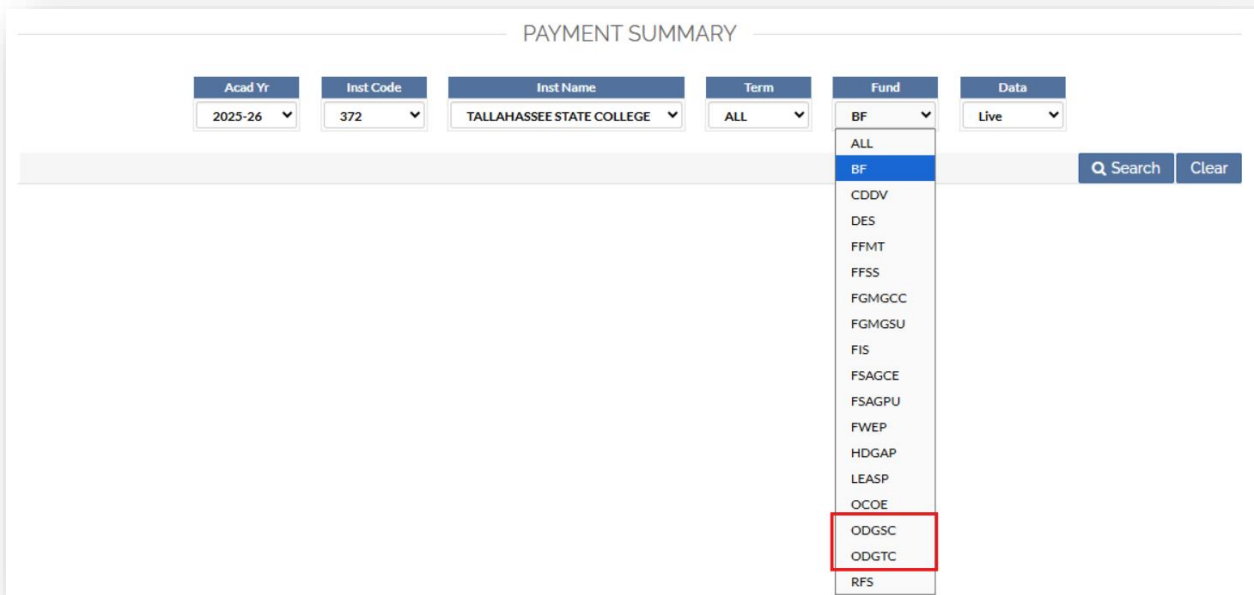 PAYMENT SUMMARY
Acad Yr Inst Code Inst Name Term Fund Data
2025-26 372 TALLAHASSEE STATE COLLEGE ALL BF Live
ALL
BF Search Clear
CDDV
DES
FFMT
FFSS
FGMGCC
FGMGSU
FIS
FSAGCE
FSAGPU
FWEP
HDGAP
LEASP
OCOE
ODGSC
ODGTC
RFS